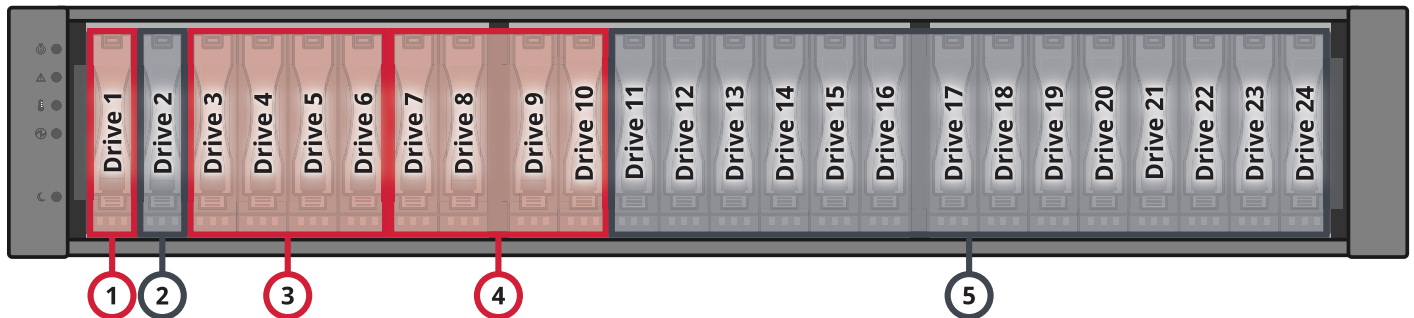 Drive 1
Drive 2
Drive 3
Drive 4
Drive 5
Drive 6
Drive 7
Drive 8
Drive 9
Drive 10
Drive 11
Drive 12
Drive 13
Drive 14
Drive 15
Drive 16
Drive 17
Drive 18
Drive 19
Drive 20
Drive 21
Drive 22
Drive 23
Drive 24
1
2
3
4
5